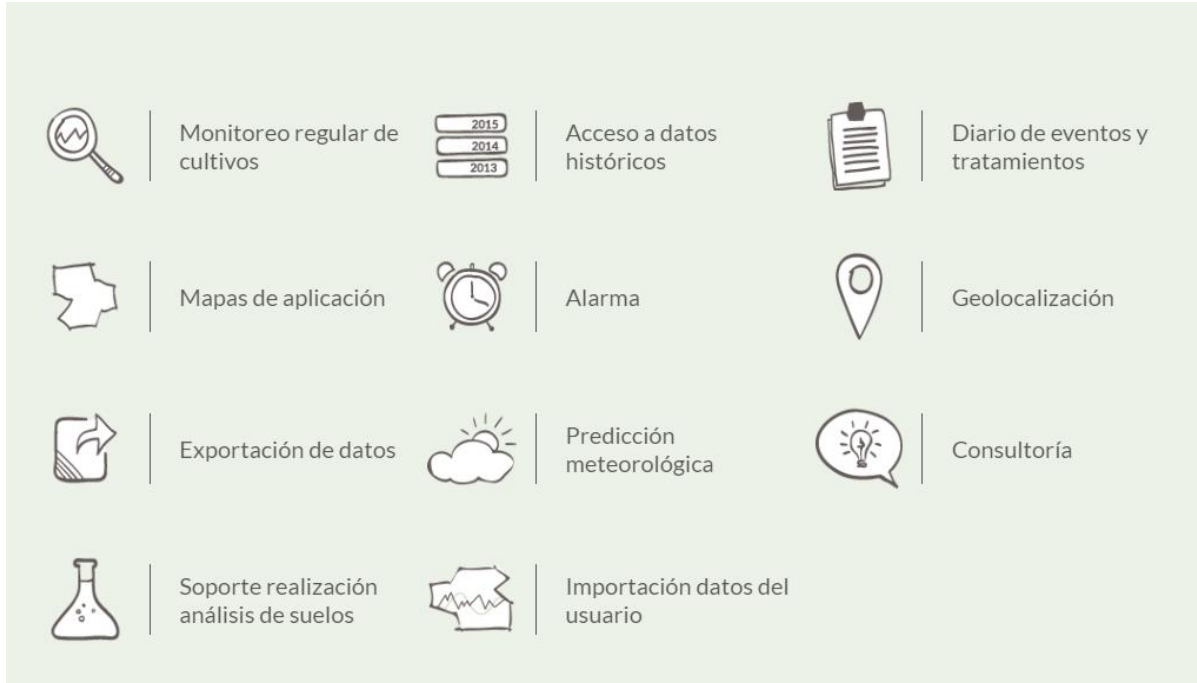 Monitoreo regular de
cultivos
2015
2014
2013
Acceso a datos
históricos
Diario de eventos y
tratamientos
Mapas de aplicación
Alarma
Geolocalización
Exportación de datos
Predicción
meteorológica
Consultoría
Soporte realización
análisis de suelos
Importación datos del
usuario